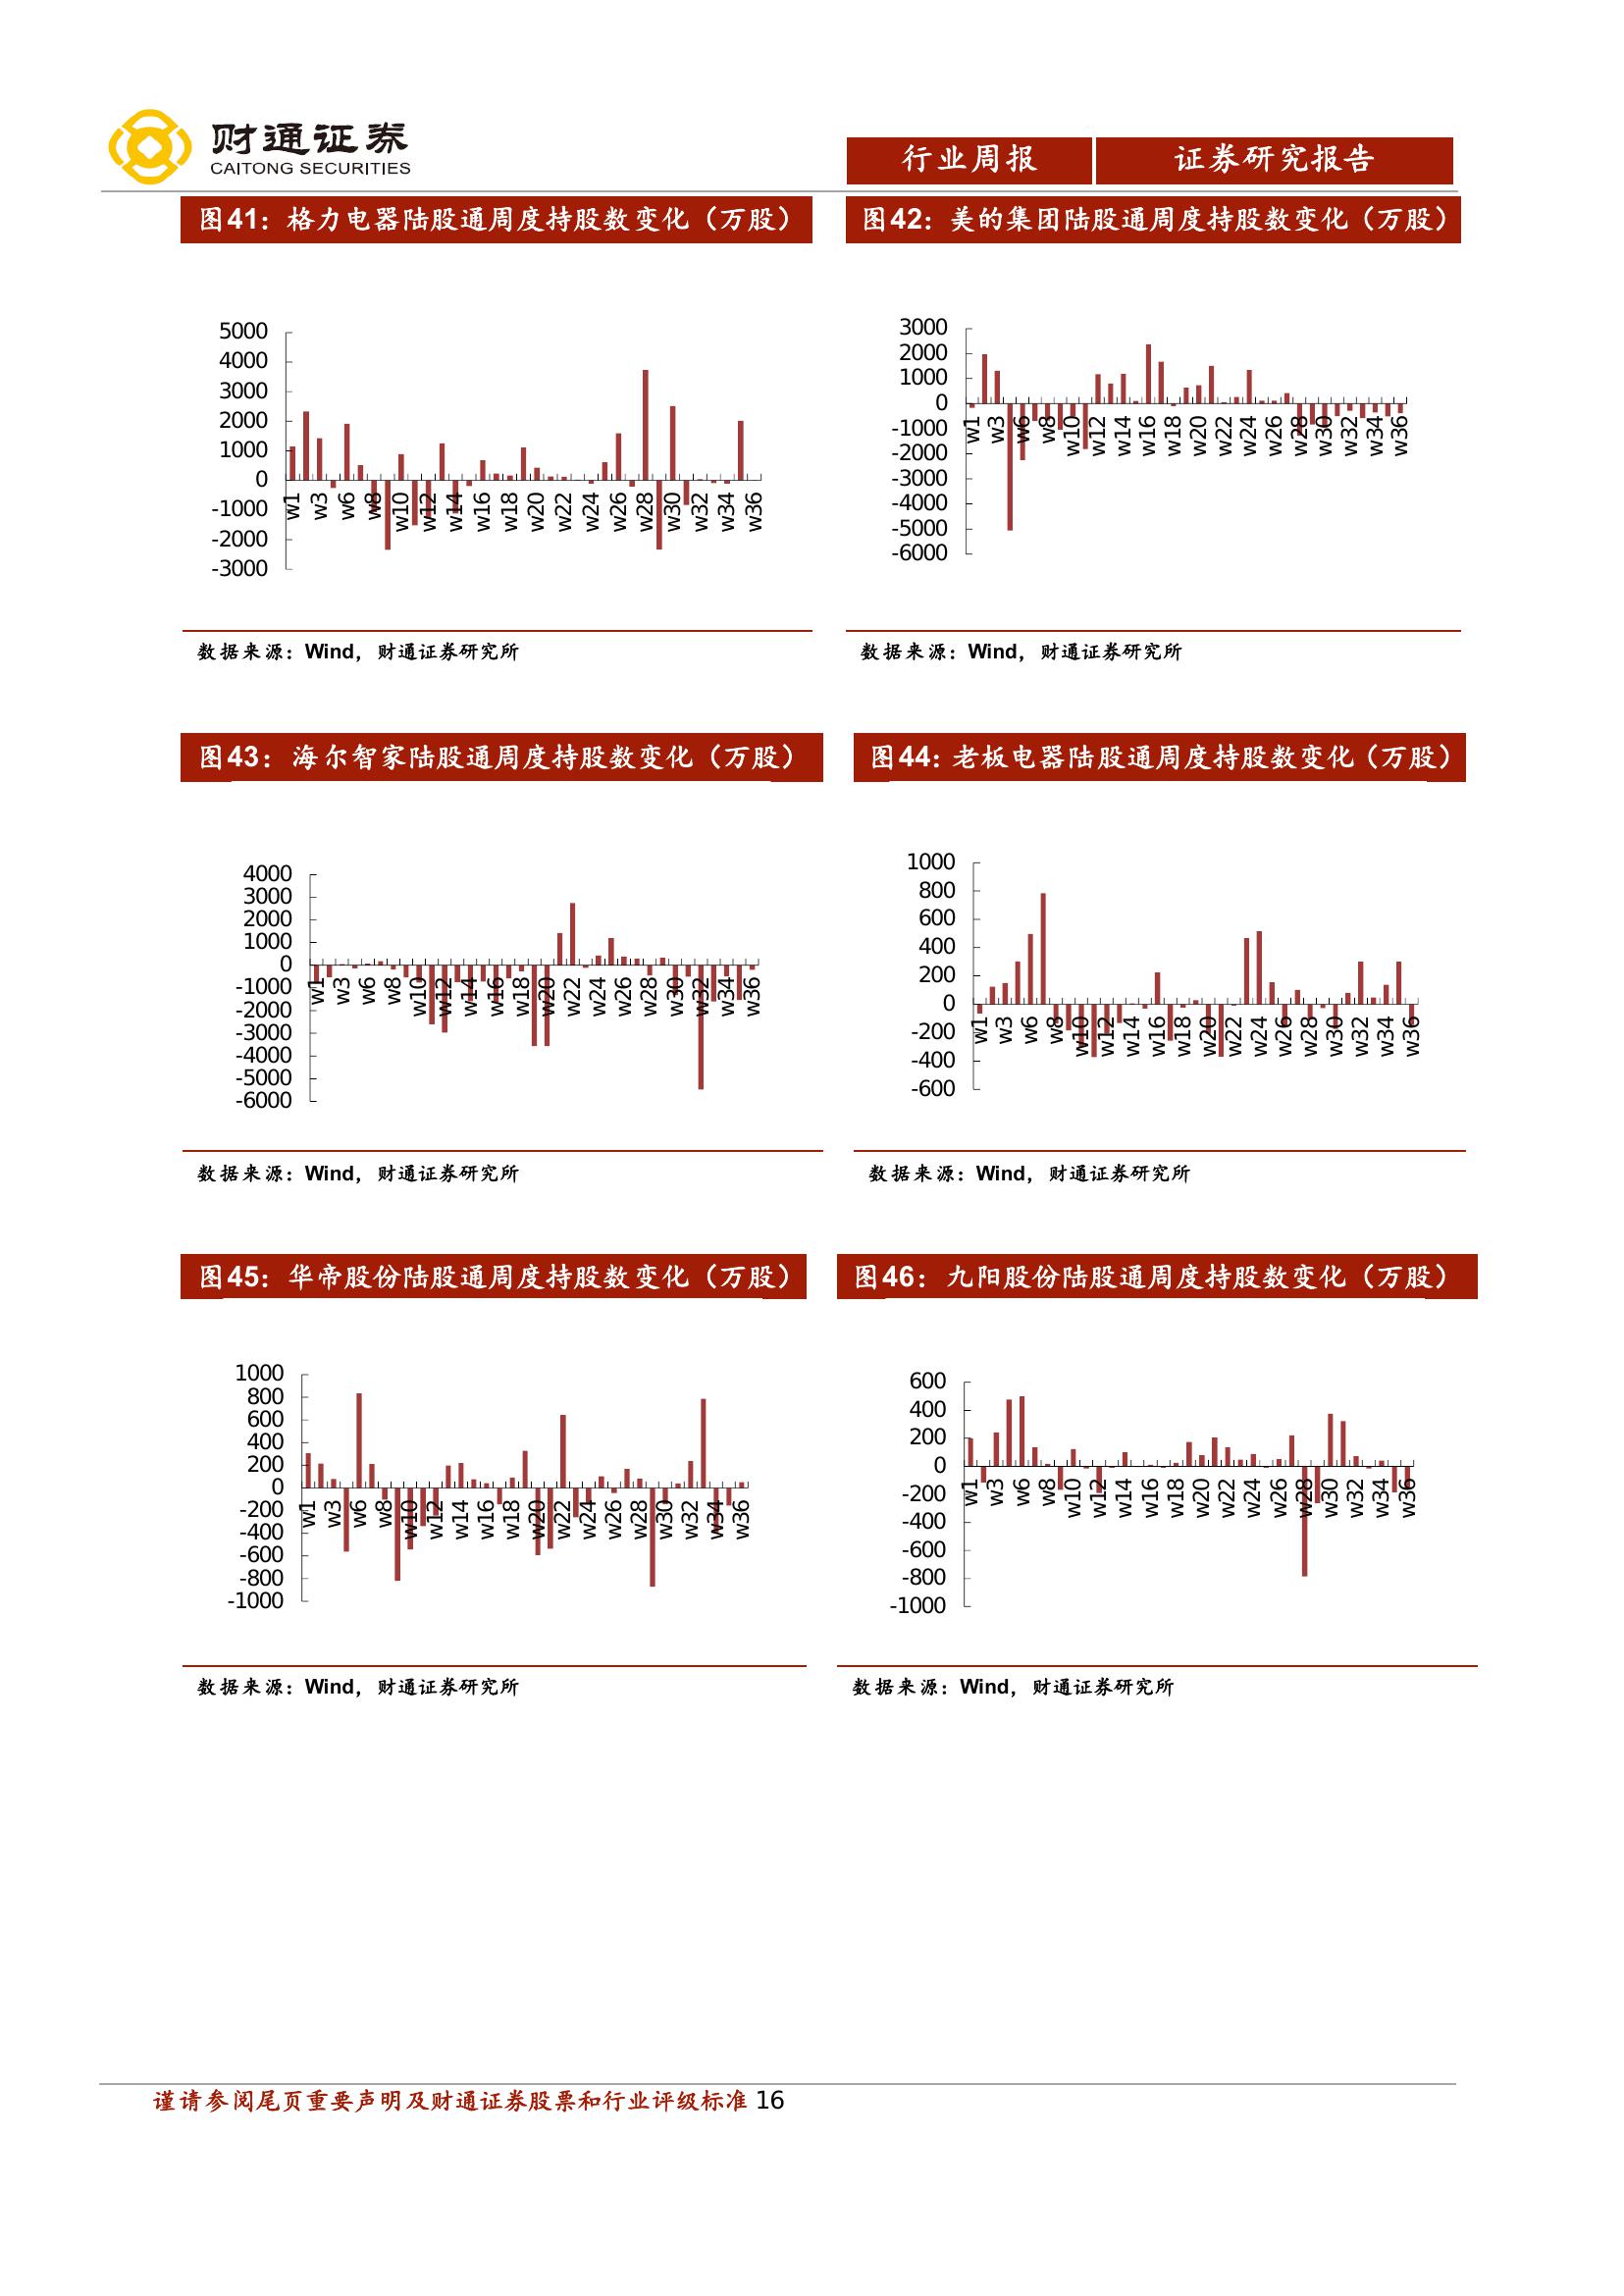 财通证券
CAITONG SECURITIES
行业周报 证券研究报告
图41：格力电器陆股通周度持股数变化（万股）
5000
4000
3000
2000
1000
0
-1000
-2000
-3000
w1 w3 w6 w8 w10 w12 w14 w16 w18 w20 w22 w24 w26 w28 w30 w32 w34 w36
数据来源：Wind，财通证券研究所
图42：美的集团陆股通周度持股数变化（万股）
3000
2000
1000
0
-1000
-2000
-3000
-4000
-5000
-6000
w1 w3 w6 w8 w10 w12 w14 w16 w18 w20 w22 w24 w26 w28 w30 w32 w34 w36
数据来源：Wind，财通证券研究所
图43：海尔智家陆股通周度持股数变化（万股）
4000
3000
2000
1000
0
-1000
-2000
-3000
-4000
-5000
-6000
w1 w3 w6 w8 w10 w12 w14 w16 w18 w20 w22 w24 w26 w28 w30 w32 w34 w36
数据来源：Wind，财通证券研究所
图44：老板电器陆股通周度持股数变化（万股）
1000
800
600
400
200
0
-200
-400
-600
w1 w3 w6 w8 w10 w12 w14 w16 w18 w20 w22 w24 w26 w28 w30 w32 w34 w36
数据来源：Wind，财通证券研究所
图45：华帝股份陆股通周度持股数变化（万股）
1000
800
600
400
200
0
-200
-400
-600
-800
-1000
w1 w3 w6 w8 w10 w12 w14 w16 w18 w20 w22 w24 w26 w28 w30 w32 w34 w36
数据来源：Wind，财通证券研究所
图46：九阳股份陆股通周度持股数变化（万股）
600
400
200
0
-200
-400
-600
-800
-1000
w1 w3 w6 w8 w10 w12 w14 w16 w18 w20 w22 w24 w26 w28 w30 w32 w34 w36
数据来源：Wind，财通证券研究所
谨请参阅尾页重要声明及财通证券股票和行业评级标准 16